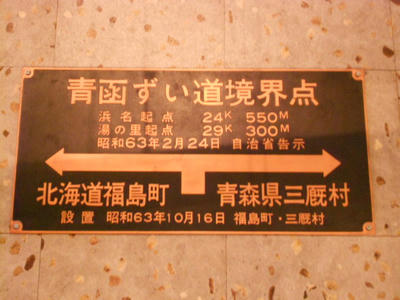 青函ずい道境界点
浜名起点 24K 550M
湯の里起点 29K 300M
昭和63年2月24日 自治省告示
北海道福島町 青森県三厩村
設置 昭和63年10月16日 福島町・三厩村